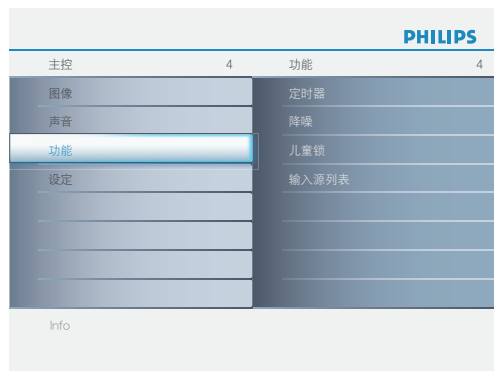 PHILIPS
主控 4 功能 4
图像 定时器
声音 降噪
功能 儿童锁
设定 输入源列表
Info